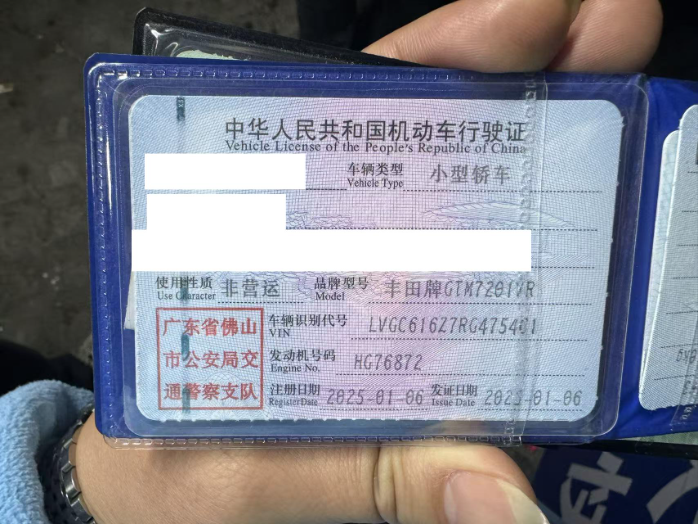 中华人民共和国机动车行驶证
Vehicle License of the People's Republic of China
车辆类型 小型轿车
Vehicle Type
使用性质 非营运 品牌型号 丰田牌GTM7201VR
Use Character Model
广东省佛山
市公安局交
通警察支队
车辆识别代号
VIN
发动机号码 HG76872
Engine No.
注册日期 2025-01-06 发证日期 2025-01-06
Register Date Issue Date